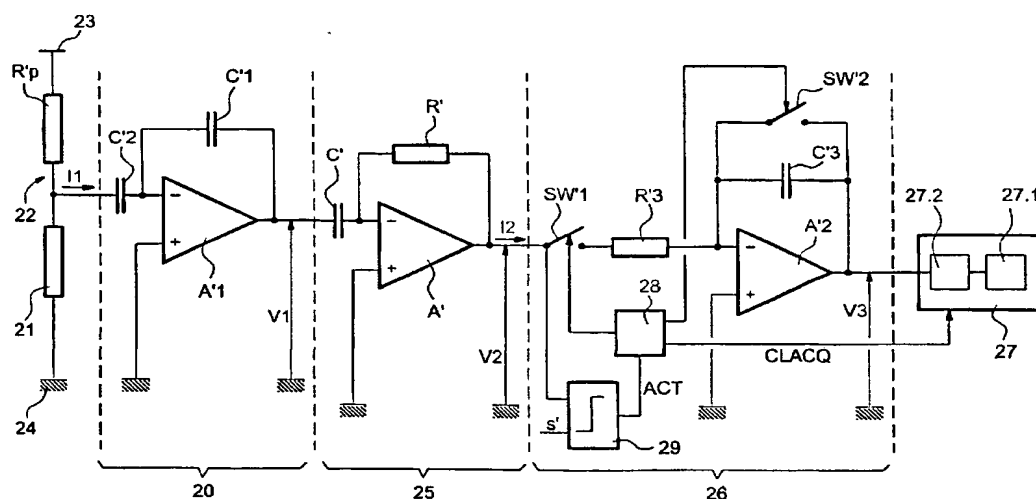 23
R'p
C'1
C'2
I1
22
21
24
A'1
V1
20
R'
C'
A'
I2
V2
25
SW'1
R'3
SW'2
C'3
A'2
28
V3
CLACQ
ACT
s'
29
26
27.2
27.1
27